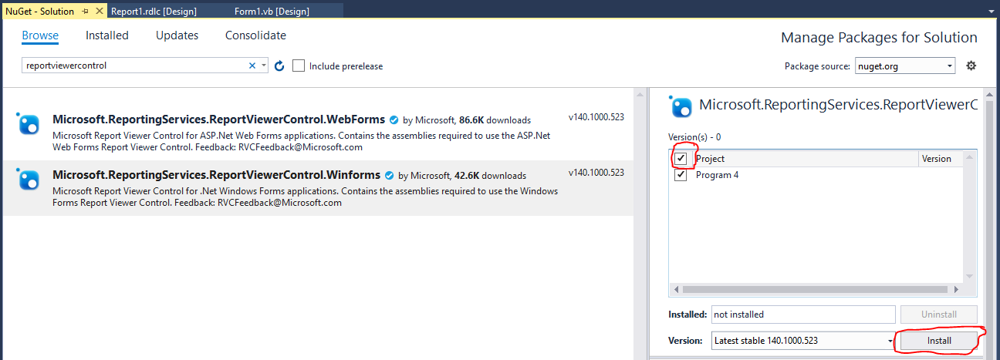 NuGet - Solution
Report1.rdlc [Design]
Form1.vb [Design]
Browse
Installed
Updates
Consolidate
Manage Packages for Solution
reportviewercontrol
Include prerelease
Package source: nuget.org
Microsoft.ReportingServices.ReportViewerControl.WebForms by Microsoft, 86.6K downloads v140.1000.523
Microsoft Report Viewer Control for ASP.Net Web Forms applications. Contains the assemblies required to use the ASP.Net
Web Forms Report Viewer Control. Feedback: RVCFeedback@Microsoft.com
Microsoft.ReportingServices.ReportViewerControl.Winforms by Microsoft, 42.6K downloads v140.1000.523
Microsoft Report Viewer Control for .Net Windows Forms applications. Contains the assemblies required to use the Windows
Forms Report Viewer Control. Feedback: RVCFeedback@Microsoft.com
Microsoft.ReportingServices.ReportViewerC
Version(s) - 0
Project Version
Program 4
Installed: not installed Uninstall
Version: Latest stable 140.1000.523 Install